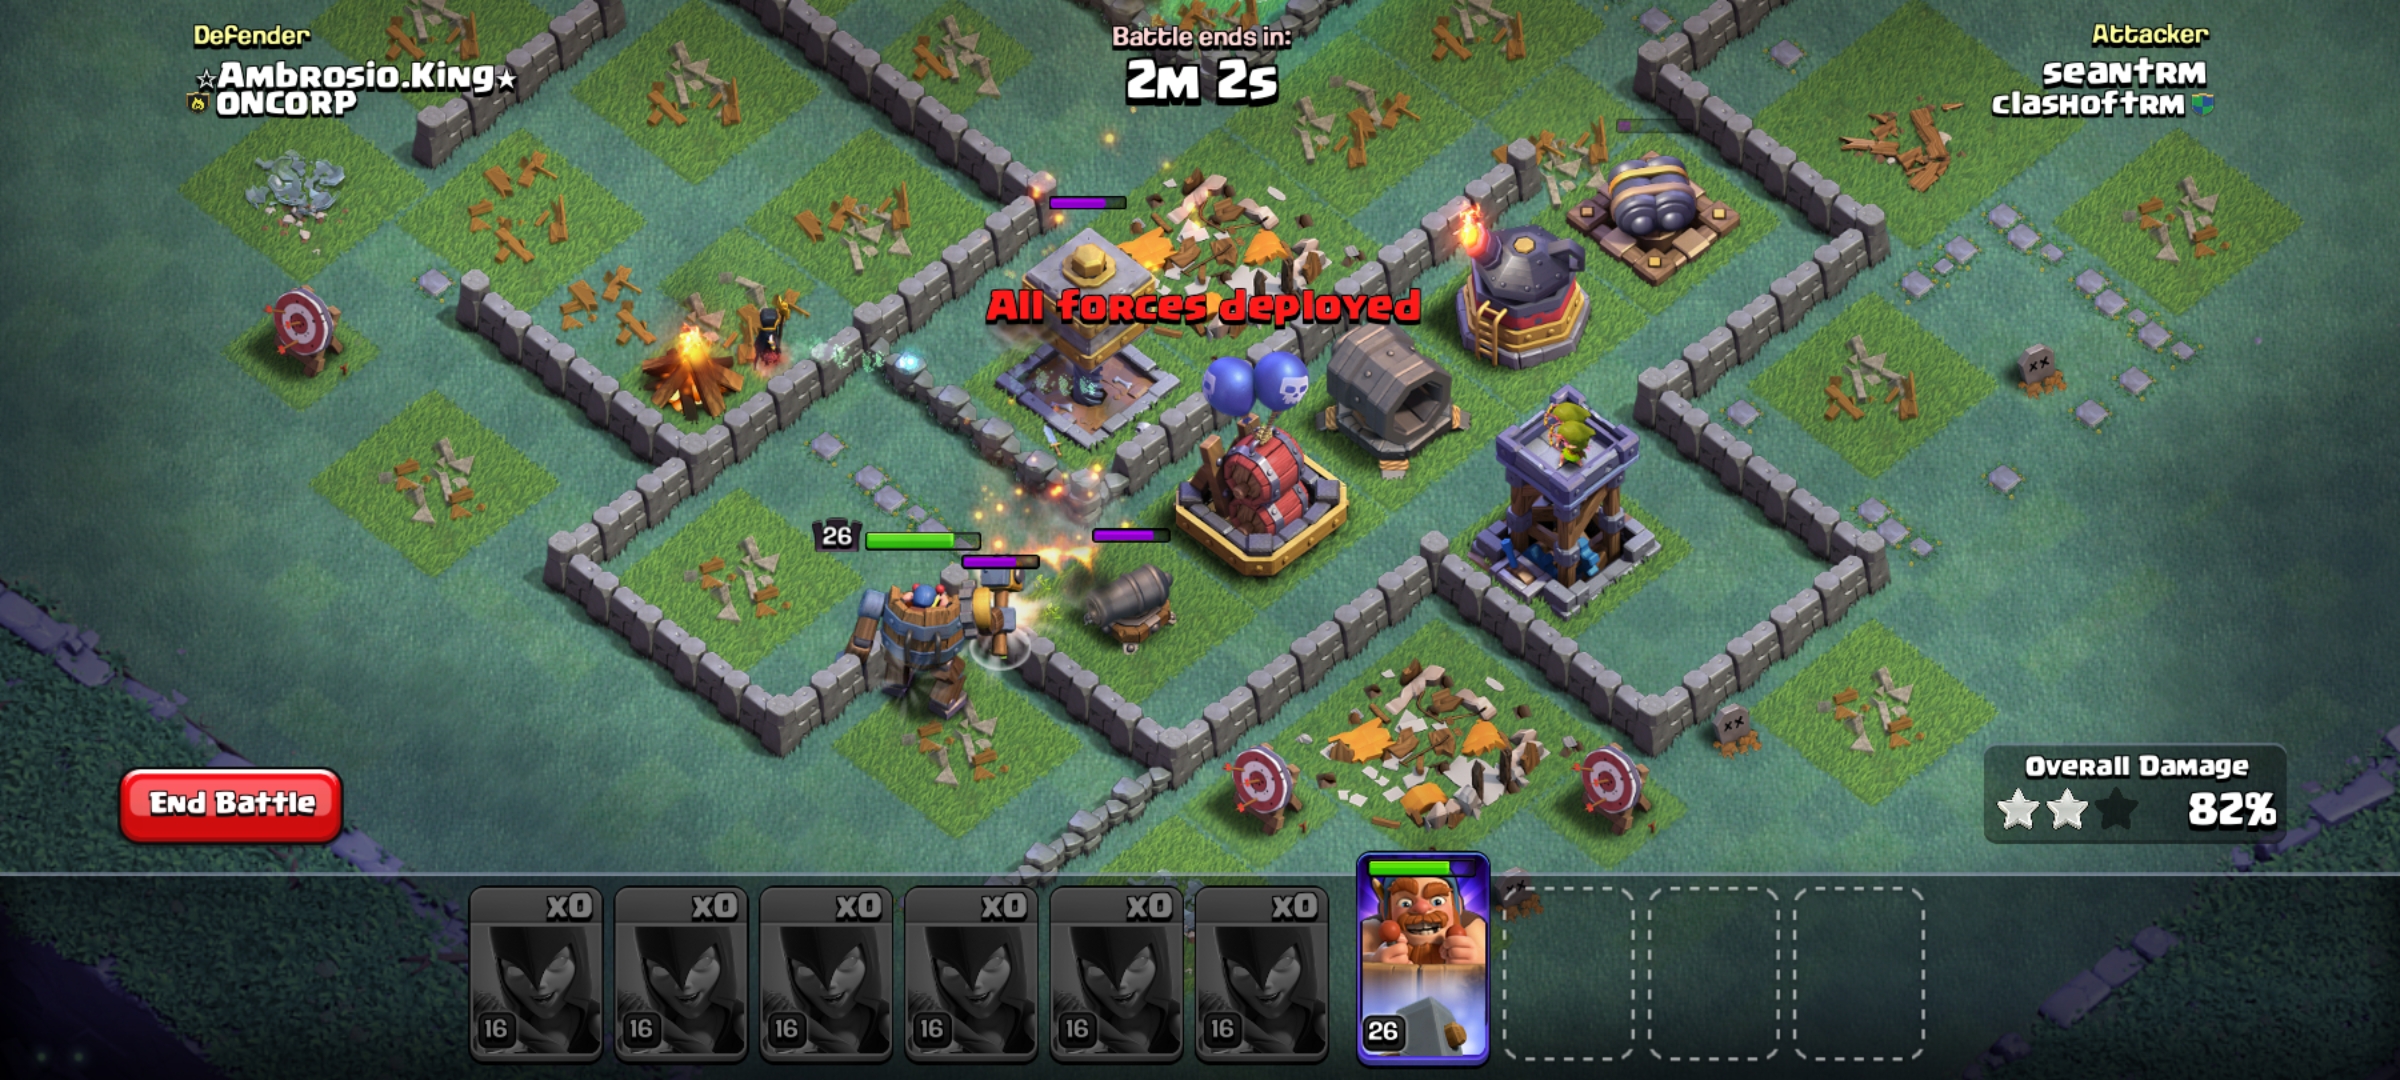 Defender
☆Ambrosio.King★
ONCORP
Battle ends in:
2M 2s
Attacker
seantRM
clashoftRM
All forces deployed
26
End Battle
Overall Damage
82%
x0
x0
x0
x0
x0
x0
16
16
16
16
16
16
26